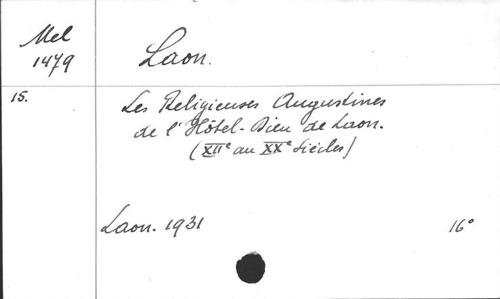 Mel
1479
Laon.
15.
Les Religieuses Augustines
de l'Hôtel-Dieu de Laon.
(XIIe au XXe siècles)
Laon. 1931
16°